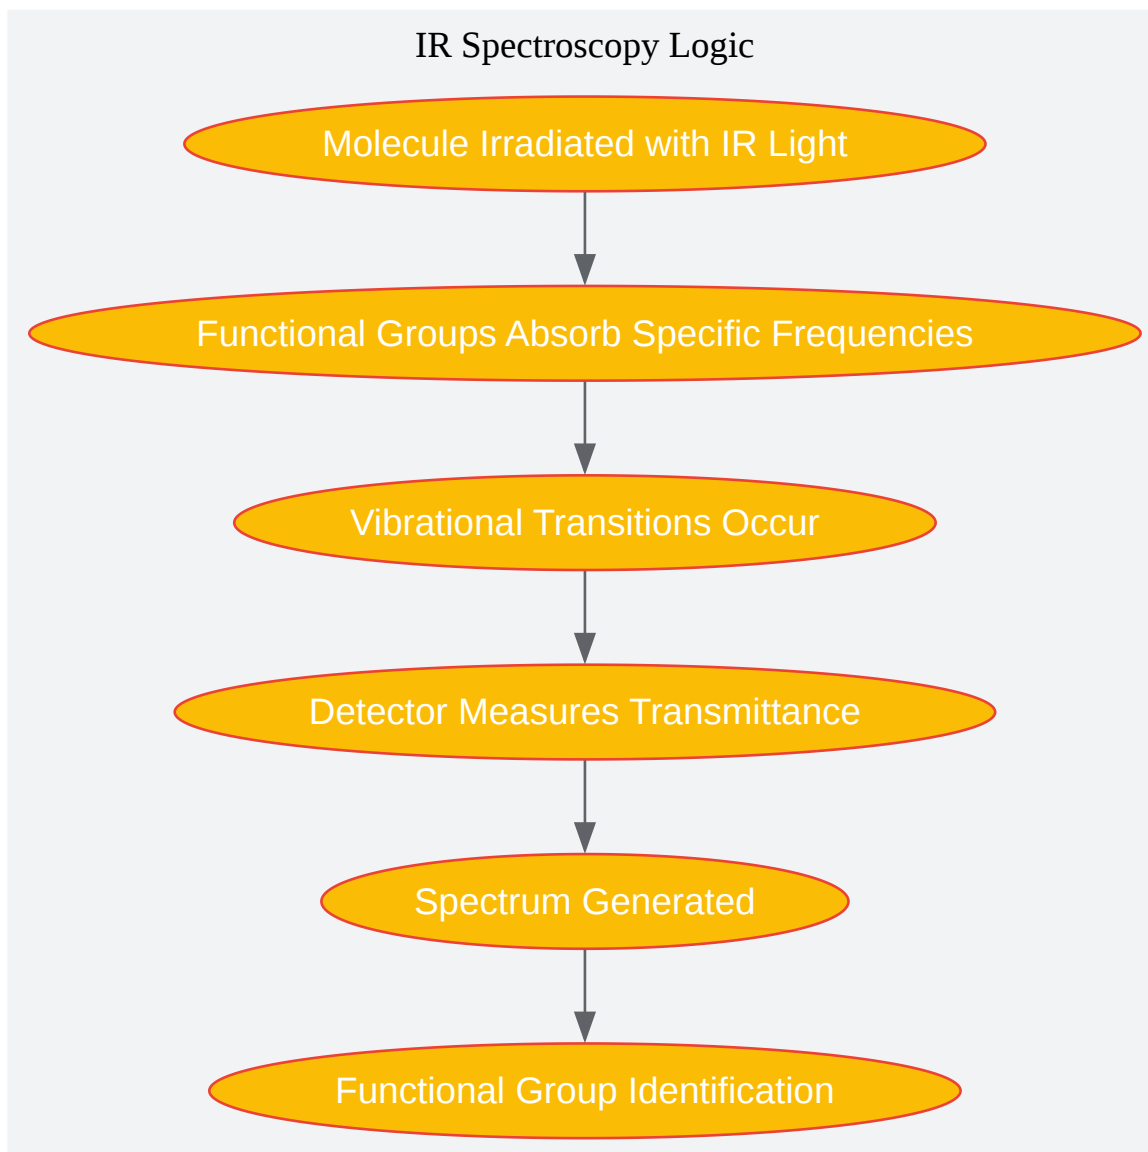 IR Spectroscopy Logic
Molecule Irradiated with IR Light
Functional Groups Absorb Specific Frequencies
Vibrational Transitions Occur
Detector Measures Transmittance
Spectrum Generated
Functional Group Identification